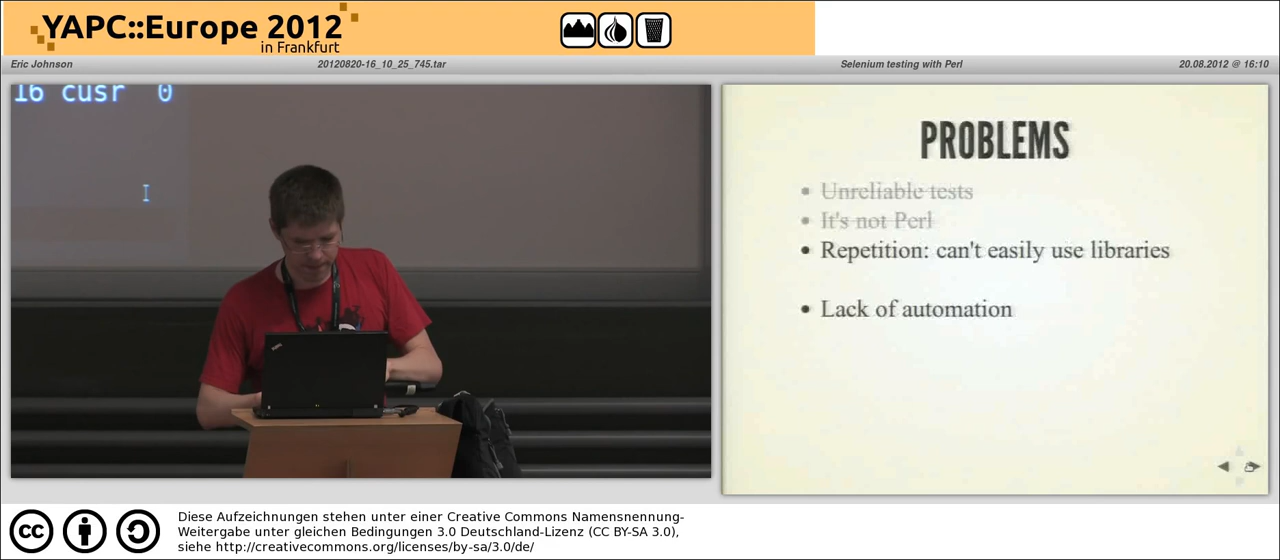 YAPC::Europe 2012
in Frankfurt
Eric Johnson
20120820-16_10_25_745.tar
Selenium testing with Perl
20.08.2012 @ 16:10
16 cusr 0
ThinkPad
PROBLEMS
• Unreliable tests
• It's not Perl
• Repetition: can't easily use libraries
• Lack of automation
cc
Diese Aufzeichnungen stehen unter einer Creative Commons Namensnennung-
Weitergabe unter gleichen Bedingungen 3.0 Deutschland-Lizenz (CC BY-SA 3.0),
siehe http://creativecommons.org/licenses/by-sa/3.0/de/